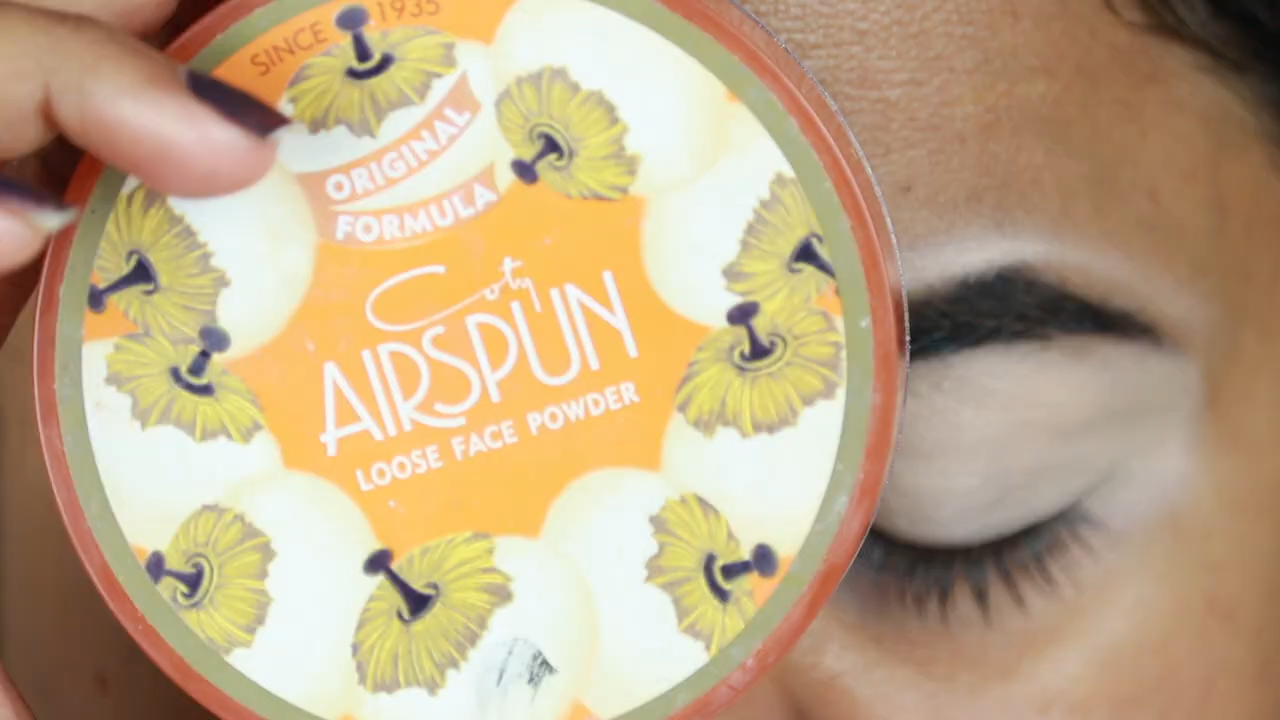 SINCE 1935
ORIGINAL
FORMULA
Coty
AIRSPUN
LOOSE FACE POWDER